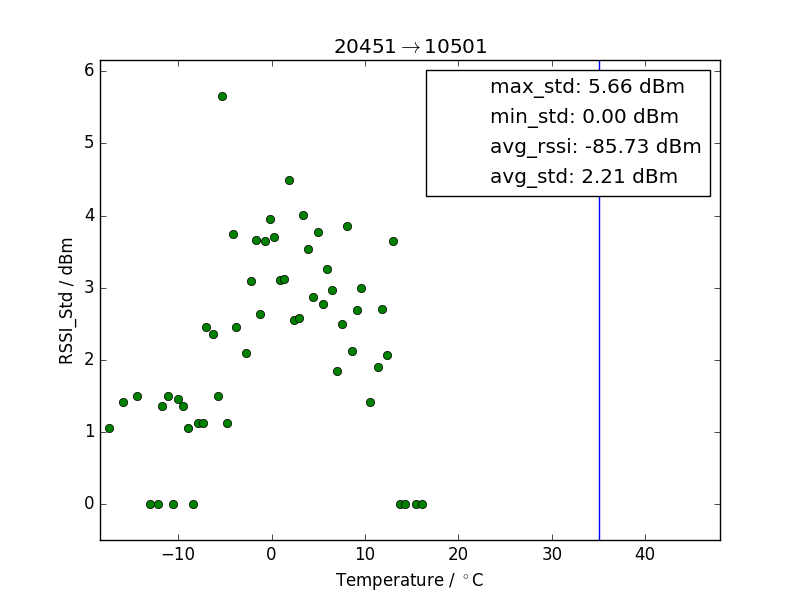 20451→10501
max_std: 5.66 dBm
min_std: 0.00 dBm
avg_rssi: -85.73 dBm
avg_std: 2.21 dBm
6
5
4
3
2
1
0
RSSI_Std / dBm
−10 0 10 20 30 40
Temperature / °C